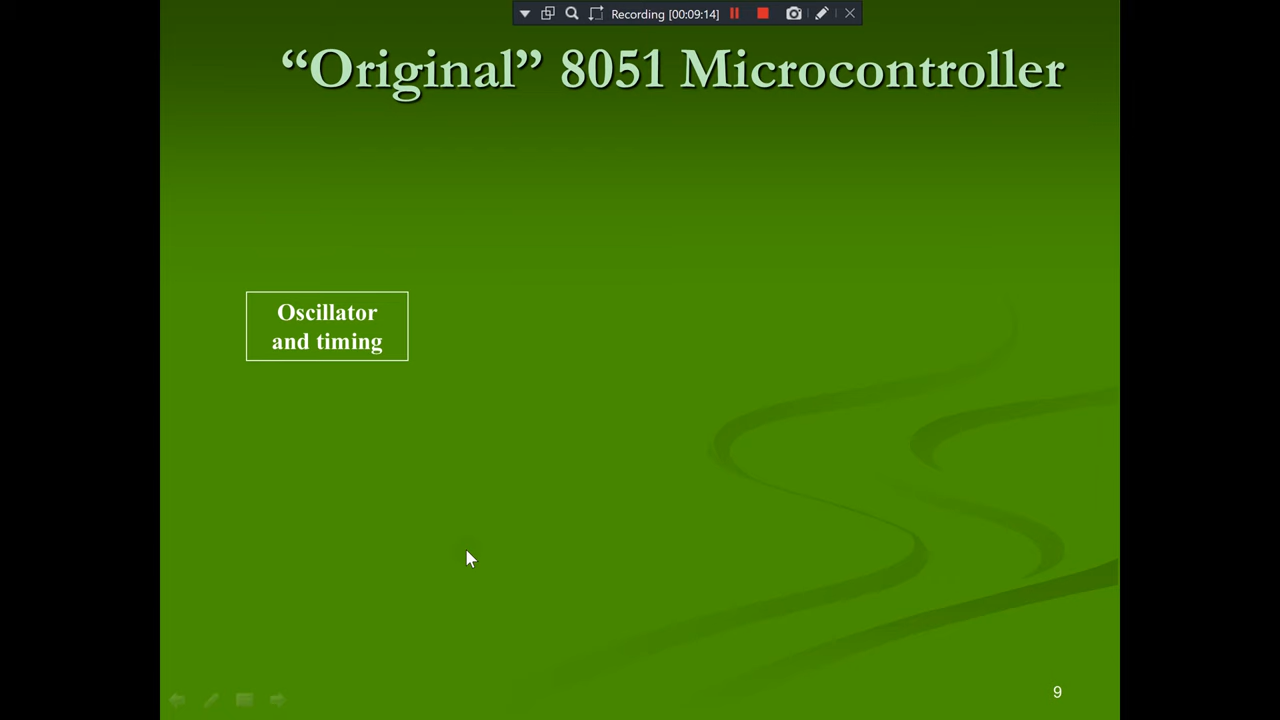 Recording [00:09:14]
“Original” 8051 Microcontroller
Oscillator
and timing
9